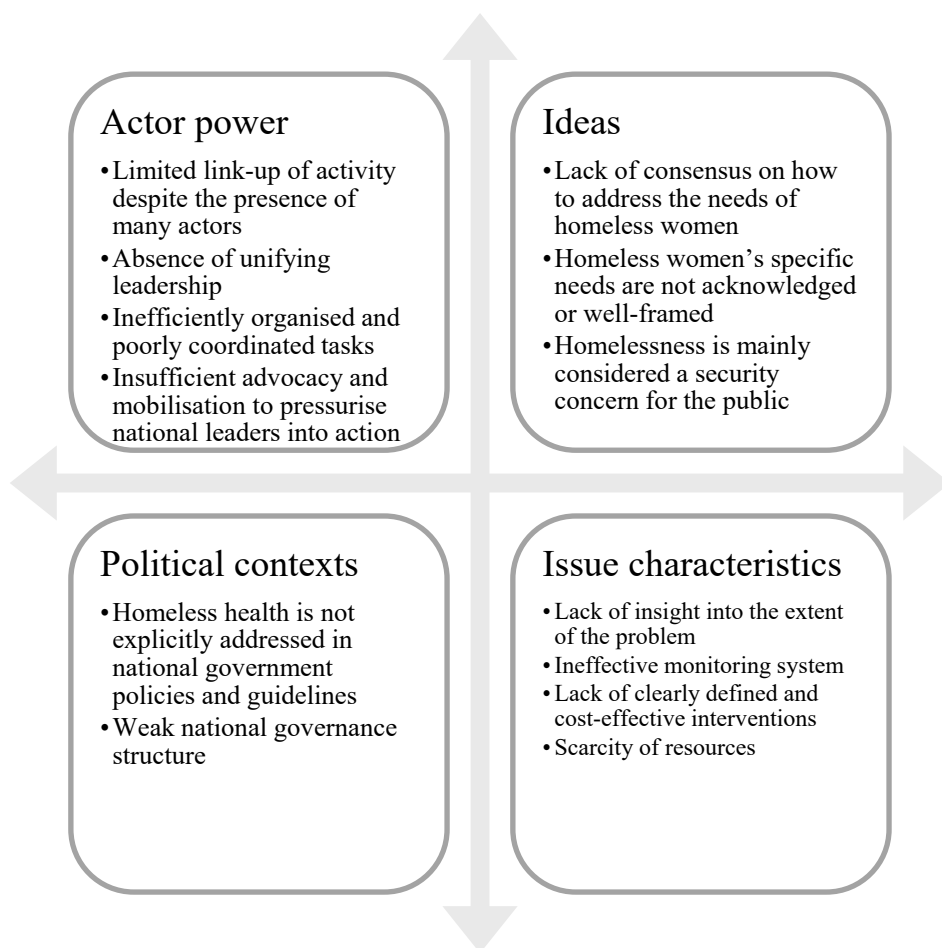 Actor power
•Limited link-up of activity
despite the presence of
many actors
•Absence of unifying
leadership
•Inefficiently organised and
poorly coordinated tasks
•Insufficient advocacy and
mobilisation to pressurise
national leaders into action
Ideas
•Lack of consensus on how
to address the needs of
homeless women
•Homeless women’s specific
needs are not acknowledged
or well-framed
•Homelessness is mainly
considered a security
concern for the public
Political contexts
•Homeless health is not
explicitly addressed in
national government
policies and guidelines
•Weak national governance
structure
Issue characteristics
•Lack of insight into the extent
of the problem
•Ineffective monitoring system
•Lack of clearly defined and
cost-effective interventions
•Scarcity of resources